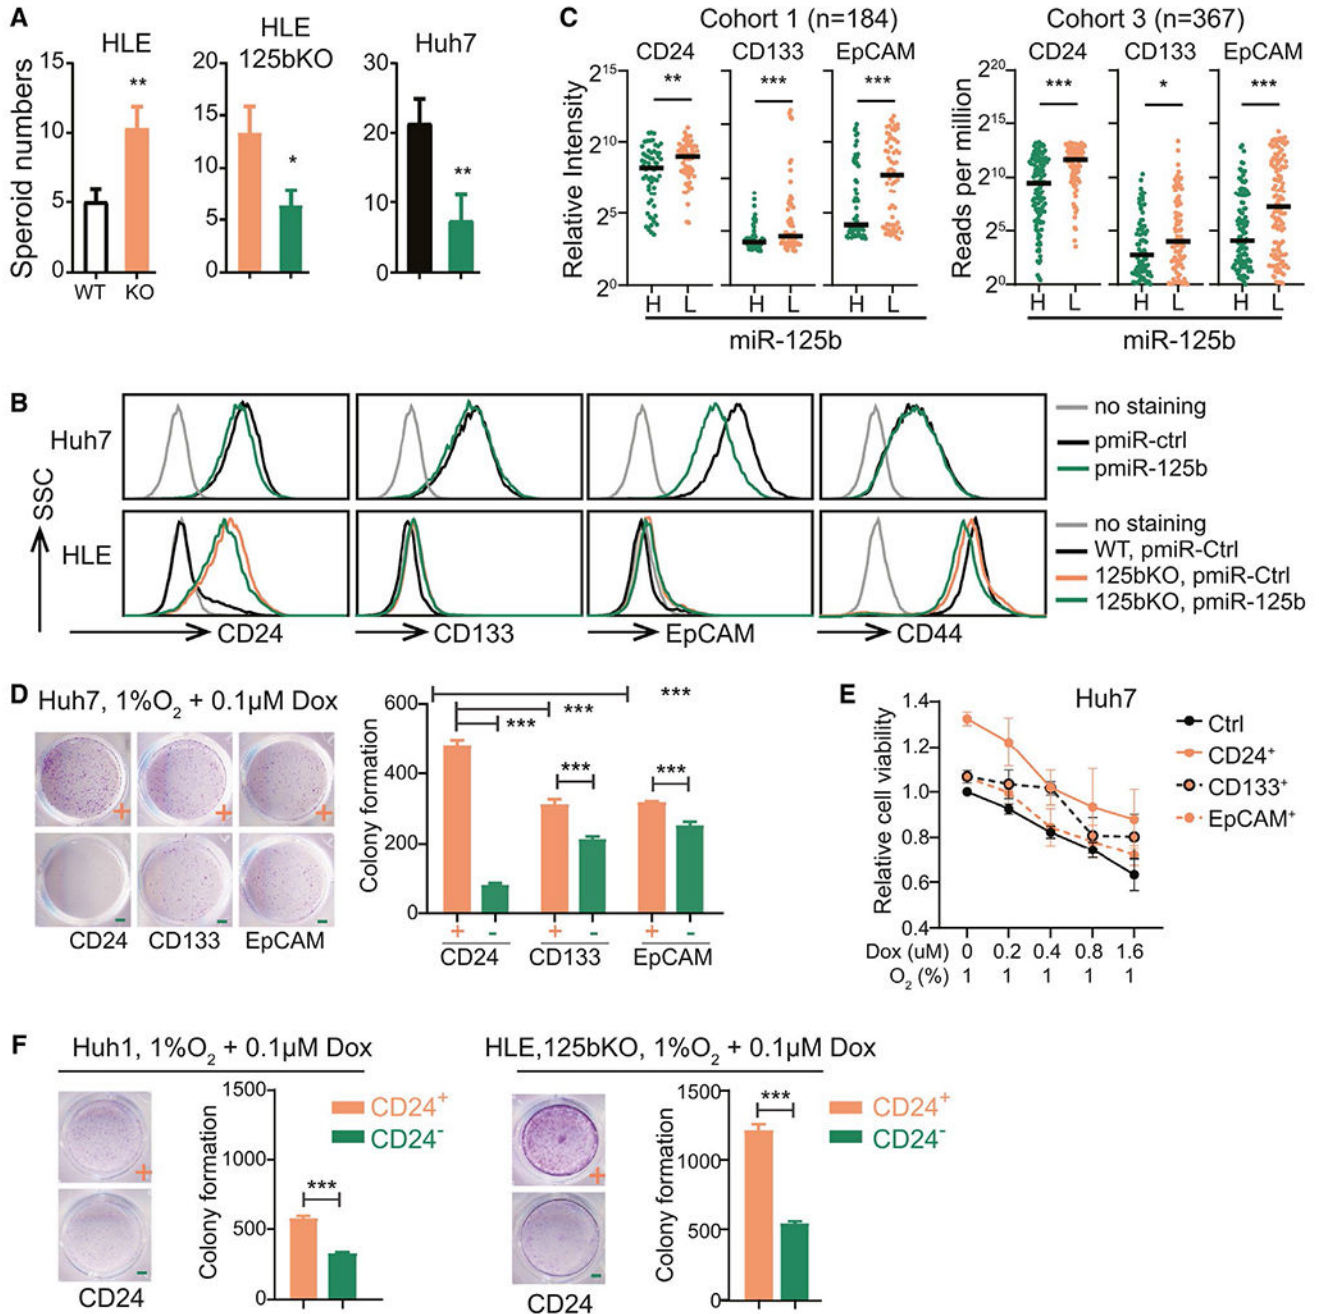 A
HLE
HLE
125bKO
Huh7
Speroid numbers
15
10
5
0
WT
KO
**
20
15
10
5
0
*
30
20
10
0
**
C
Cohort 1 (n=184)
CD24
CD133
EpCAM
Relative Intensity
2¹⁵
2¹⁰
2⁵
2⁰
**
***
***
H
L
H
L
H
L
miR-125b
Cohort 3 (n=367)
CD24
CD133
EpCAM
Reads per million
2²⁰
2¹⁵
2¹⁰
2⁵
2⁰
***
*
***
H
L
H
L
H
L
miR-125b
B
Huh7
HLE
SSC
CD24
CD133
EpCAM
CD44
no staining
pmiR-ctrl
pmiR-125b
no staining
WT, pmiR-Ctrl
125bKO, pmiR-Ctrl
125bKO, pmiR-125b
D
Huh7, 1%O₂ + 0.1µM Dox
+
+
+
-
-
-
CD24
CD133
EpCAM
Colony formation
600
400
200
0
***
***
***
***
***
+
-
+
-
+
-
CD24
CD133
EpCAM
E
Huh7
Relative cell viability
1.4
1.2
1.0
0.8
0.6
0.4
Dox (uM)
0
0.2
0.4
0.8
1.6
O₂ (%)
1
1
1
1
1
Ctrl
CD24⁺
CD133⁺
EpCAM⁺
F
Huh1, 1%O₂ + 0.1µM Dox
+
-
CD24
Colony formation
1500
1000
500
0
***
CD24⁺
CD24⁻
HLE,125bKO, 1%O₂ + 0.1µM Dox
+
-
CD24
Colony formation
1500
1000
500
0
***
CD24⁺
CD24⁻